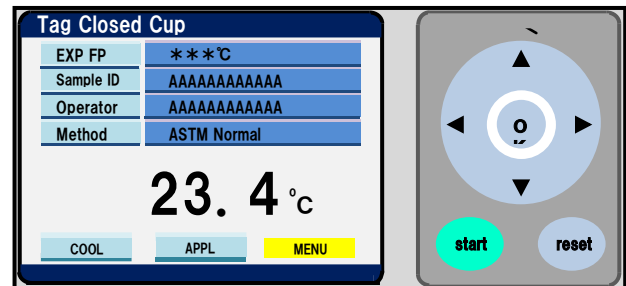 Tag Closed Cup
EXP FP ***℃
Sample ID AAAAAAAAAAAA
Operator AAAAAAAAAAAA
Method ASTM Normal
23. 4 ℃
COOL APPL MENU
start reset